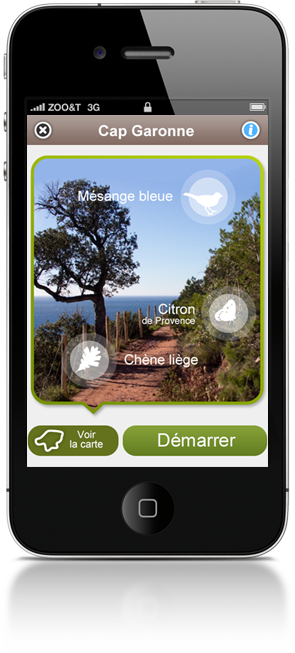 ZOO&T 3G
Cap Garonne
i
Mésange bleue
Citron
de Provence
Chêne liège
Voir
la carte
Démarrer